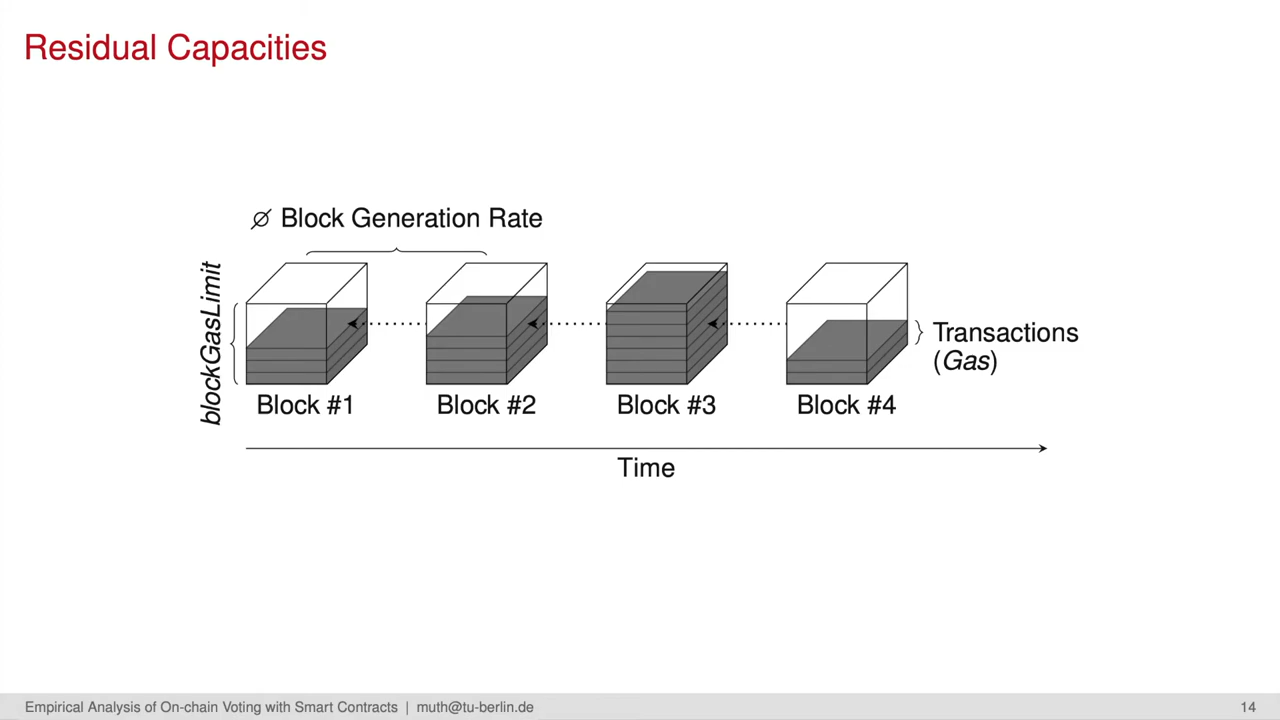 Residual Capacities
∅ Block Generation Rate
blockGasLimit
Transactions
(Gas)
Block #1
Block #2
Block #3
Block #4
Time
Empirical Analysis of On-chain Voting with Smart Contracts | muth@tu-berlin.de
14